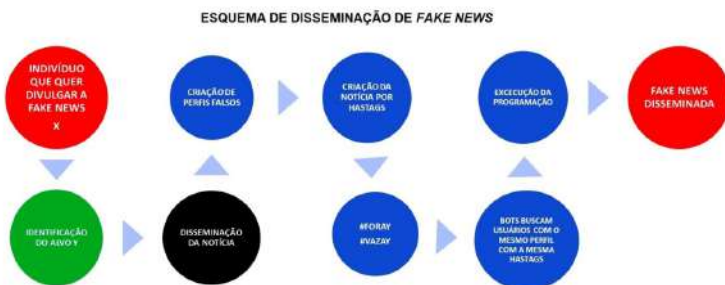 ESQUEMA DE DISSEMINAÇÃO DE FAKE NEWS
INDIVÍDUO
QUE QUER
DIVULGAR A
FAKE NEWS
X
IDENTIFICAÇÃO
DO ALVO Y
DISSEMINAÇÃO
DA NOTÍCIA
CRIAÇÃO DE
PERFIS FALSOS
CRIAÇÃO DA
NOTÍCIA POR
HASTAGS
#FORAY
#VAZAY
BOTS BUSCAM
USUÁRIOS COM O
MESMO PERFIL
COM A MESMA
HASTAGS
EXCECUÇÃO DA
PROGRAMAÇÃO
FAKE NEWS
DISSEMINADA